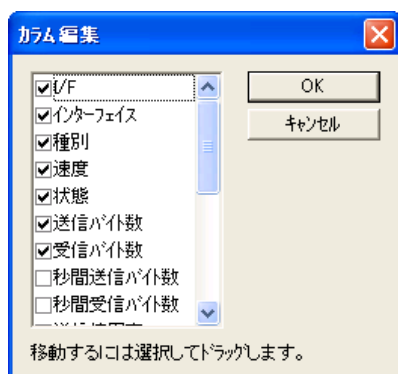 カラム編集
I/F
OK
インターフェイス
キャンセル
種別
速度
状態
送信バイト数
受信バイト数
秒間送信バイト数
秒間受信バイト数
移動するには選択してドラッグします。